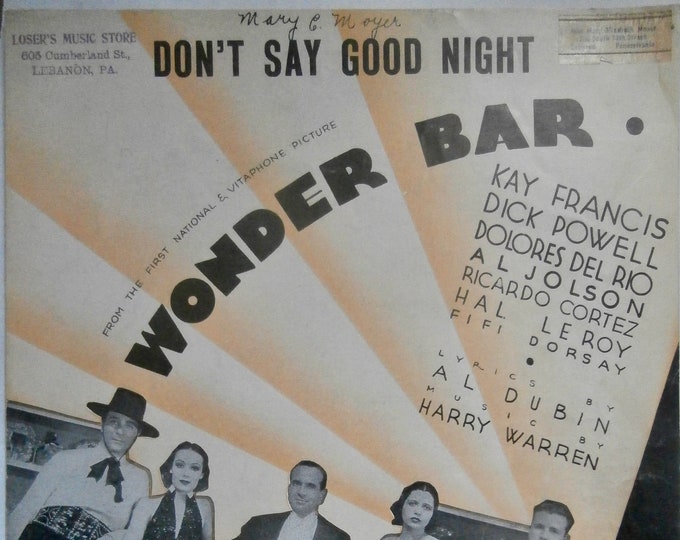 Mary C. Moyer
LOSER'S MUSIC STORE
605 Cumberland St.,
LEBANON, PA.
DON'T SAY GOOD NIGHT
FROM THE FIRST NATIONAL & VITAPHONE PICTURE
WONDER BAR
KAY FRANCIS
DICK POWELL
DOLORES DEL RIO
AL JOLSON
RICARDO CORTEZ
HAL LE ROY
FIFI DORSAY
LYRICS BY
AL DUBIN
MUSIC BY
HARRY WARREN